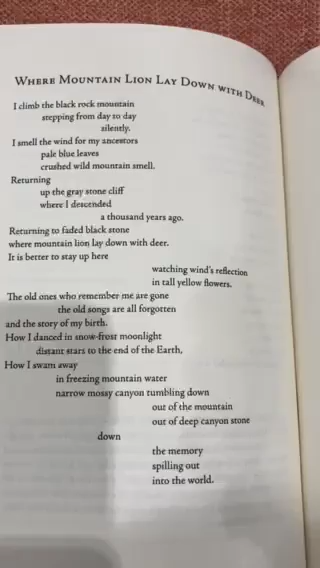 WHERE MOUNTAIN LION LAY DOWN WITH DEER
I climb the black rock mountain
stepping from day to day
silently.
I smell the wind for my ancestors
pale blue leaves
crushed wild mountain smell.
Returning
up the gray stone cliff
where I descended
a thousand years ago.
Returning to faded black stone
where mountain lion lay down with deer.
It is better to stay up here
watching wind's reflection
in tall yellow flowers.
The old ones who remember me are gone
the old songs are all forgotten
and the story of my birth.
How I danced in snow-frost moonlight
distant stars to the end of the Earth,
How I swam away
in freezing mountain water
narrow mossy canyon tumbling down
out of the mountain
out of deep canyon stone
down
the memory
spilling out
into the world.